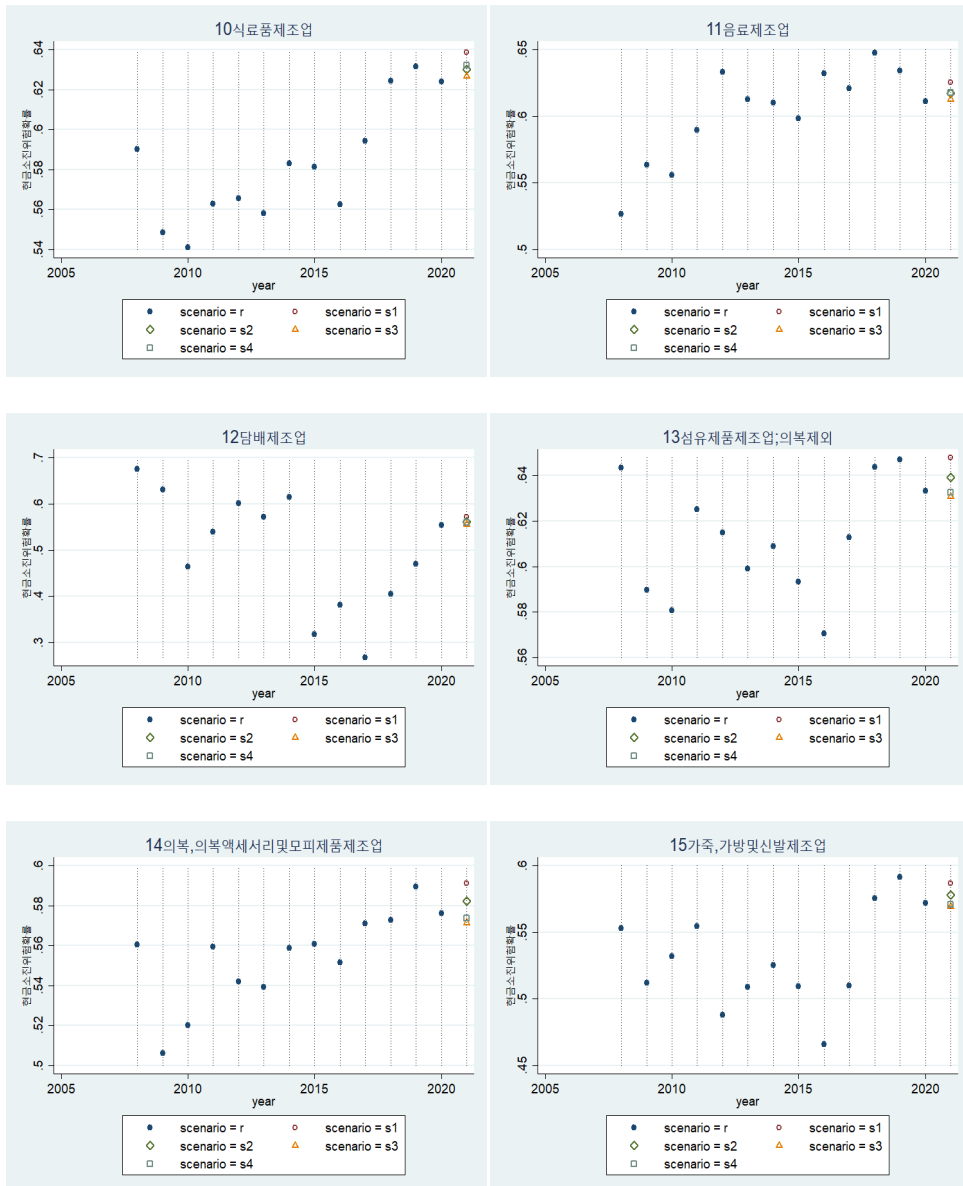 10식료품제조업
현금소진위험확률
.64
.62
.6
.58
.56
.54
2005 2010 2015 2020
year
scenario = r scenario = s1
scenario = s2 scenario = s3
scenario = s4
11음료제조업
현금소진위험확률
.65
.6
.55
.5
2005 2010 2015 2020
year
scenario = r scenario = s1
scenario = s2 scenario = s3
scenario = s4
12담배제조업
현금소진위험확률
.7
.6
.5
.4
.3
2005 2010 2015 2020
year
scenario = r scenario = s1
scenario = s2 scenario = s3
scenario = s4
13섬유제품제조업;의복제외
현금소진위험확률
.64
.62
.6
.58
.56
2005 2010 2015 2020
year
scenario = r scenario = s1
scenario = s2 scenario = s3
scenario = s4
14의복,의복액세서리및모피제품제조업
현금소진위험확률
.6
.58
.56
.54
.52
.5
2005 2010 2015 2020
year
scenario = r scenario = s1
scenario = s2 scenario = s3
scenario = s4
15가죽,가방및신발제조업
현금소진위험확률
.6
.55
.5
.45
2005 2010 2015 2020
year
scenario = r scenario = s1
scenario = s2 scenario = s3
scenario = s4